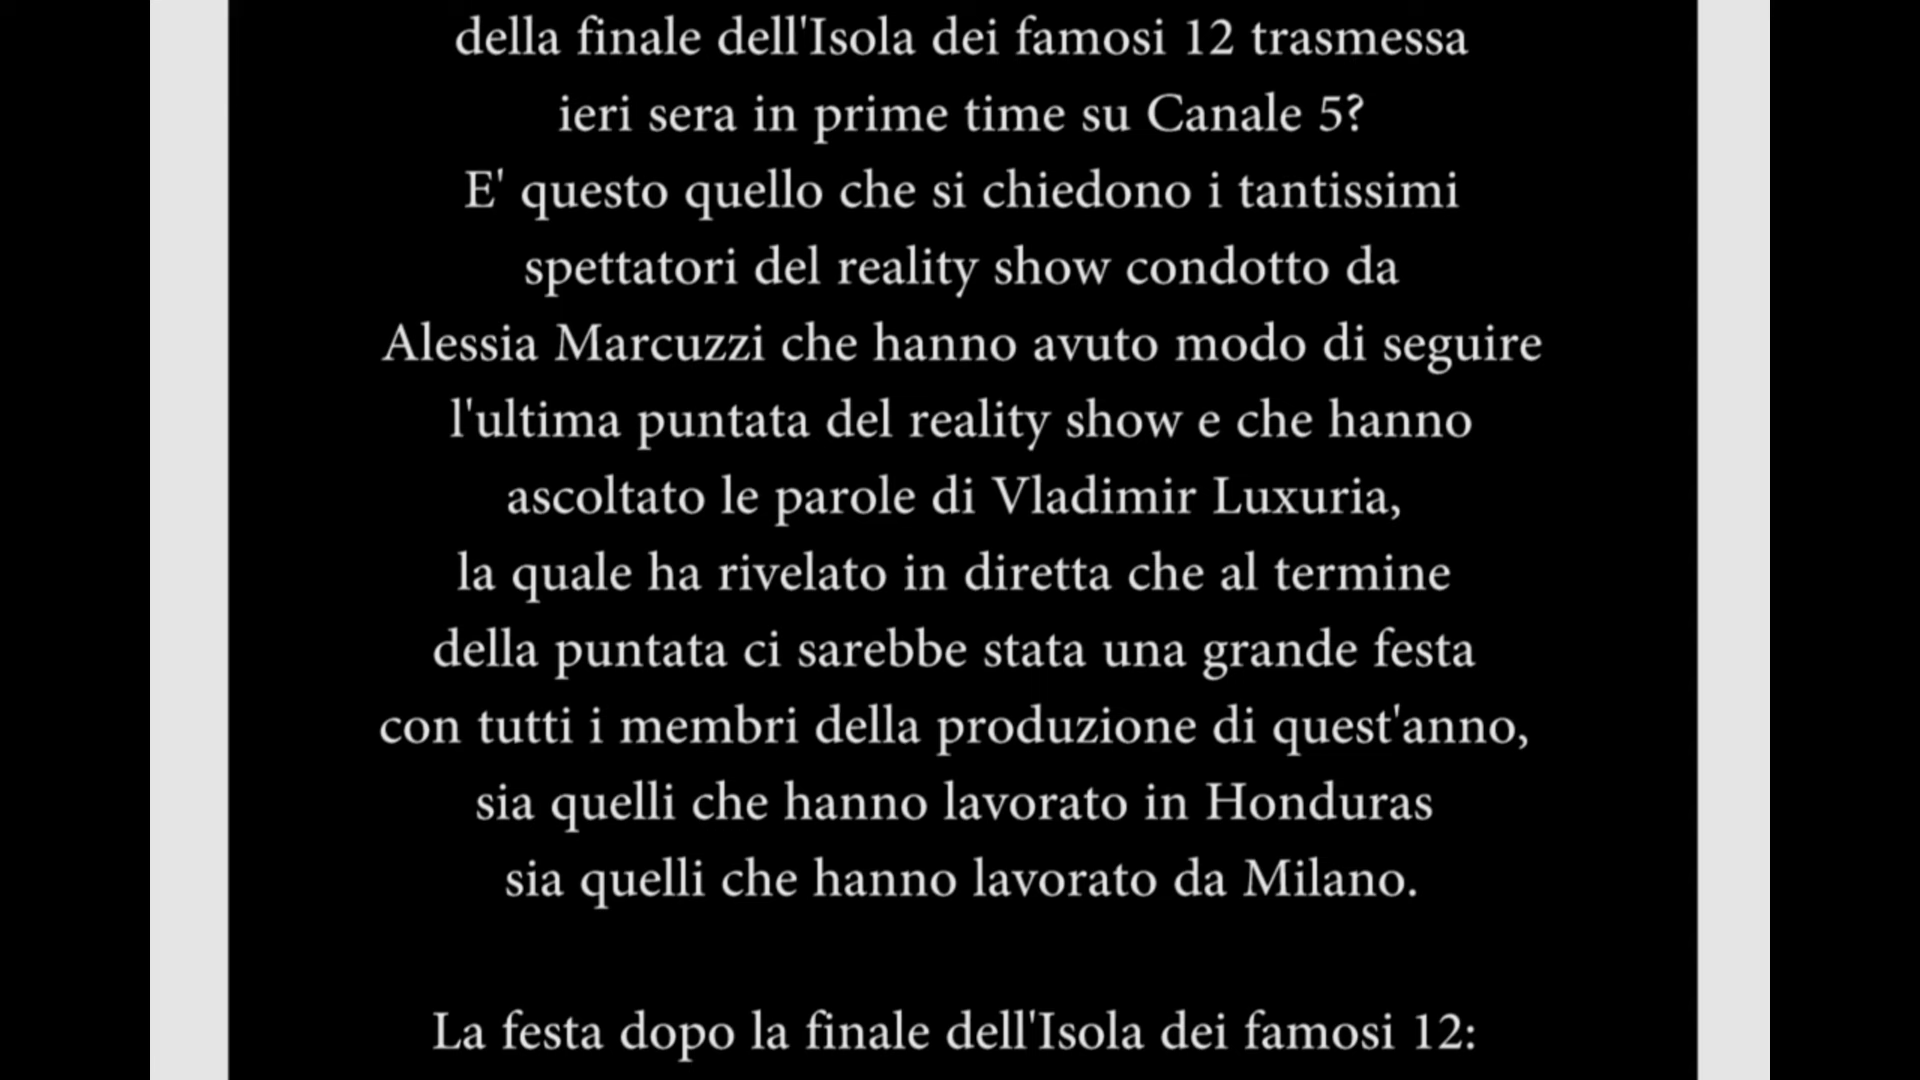 della finale dell'Isola dei famosi 12 trasmessa
ieri sera in prime time su Canale 5?
E' questo quello che si chiedono i tantissimi
spettatori del reality show condotto da
Alessia Marcuzzi che hanno avuto modo di seguire
l'ultima puntata del reality show e che hanno
ascoltato le parole di Vladimir Luxuria,
la quale ha rivelato in diretta che al termine
della puntata ci sarebbe stata una grande festa
con tutti i membri della produzione di quest'anno,
sia quelli che hanno lavorato in Honduras
sia quelli che hanno lavorato da Milano.
La festa dopo la finale dell'Isola dei famosi 12: